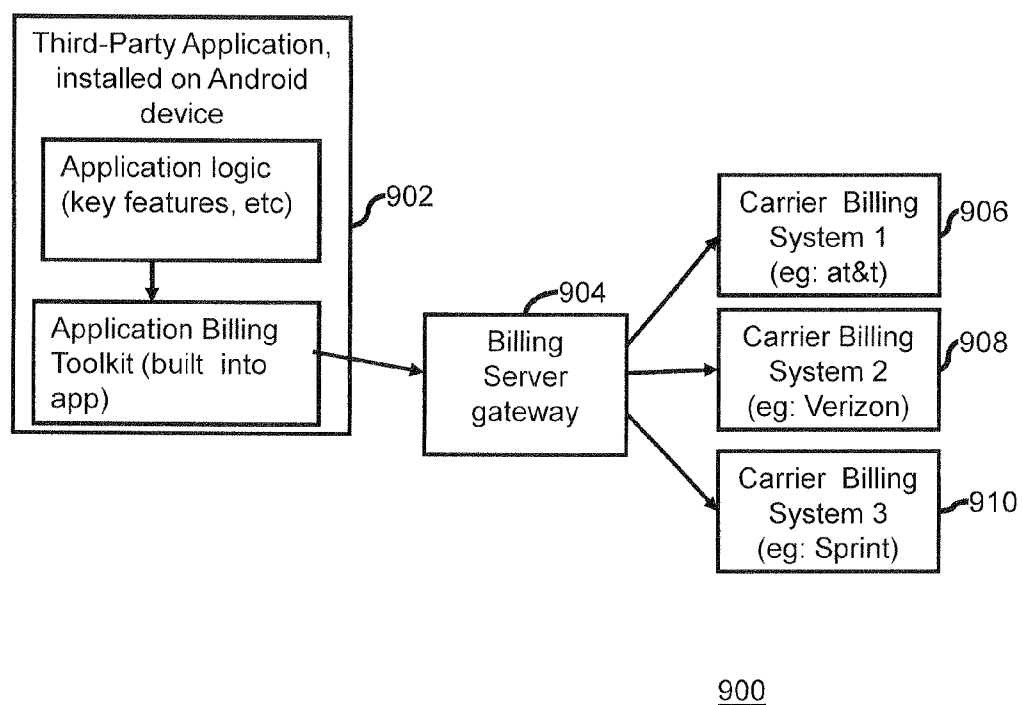 Third-Party Application,
installed on Android
device
Application logic
(key features, etc)
902
Application Billing
Toolkit (built into
app)
904
Billing
Server
gateway
Carrier Billing
System 1
(eg: at&t)
906
Carrier Billing
System 2
(eg: Verizon)
908
Carrier Billing
System 3
(eg: Sprint)
910
900